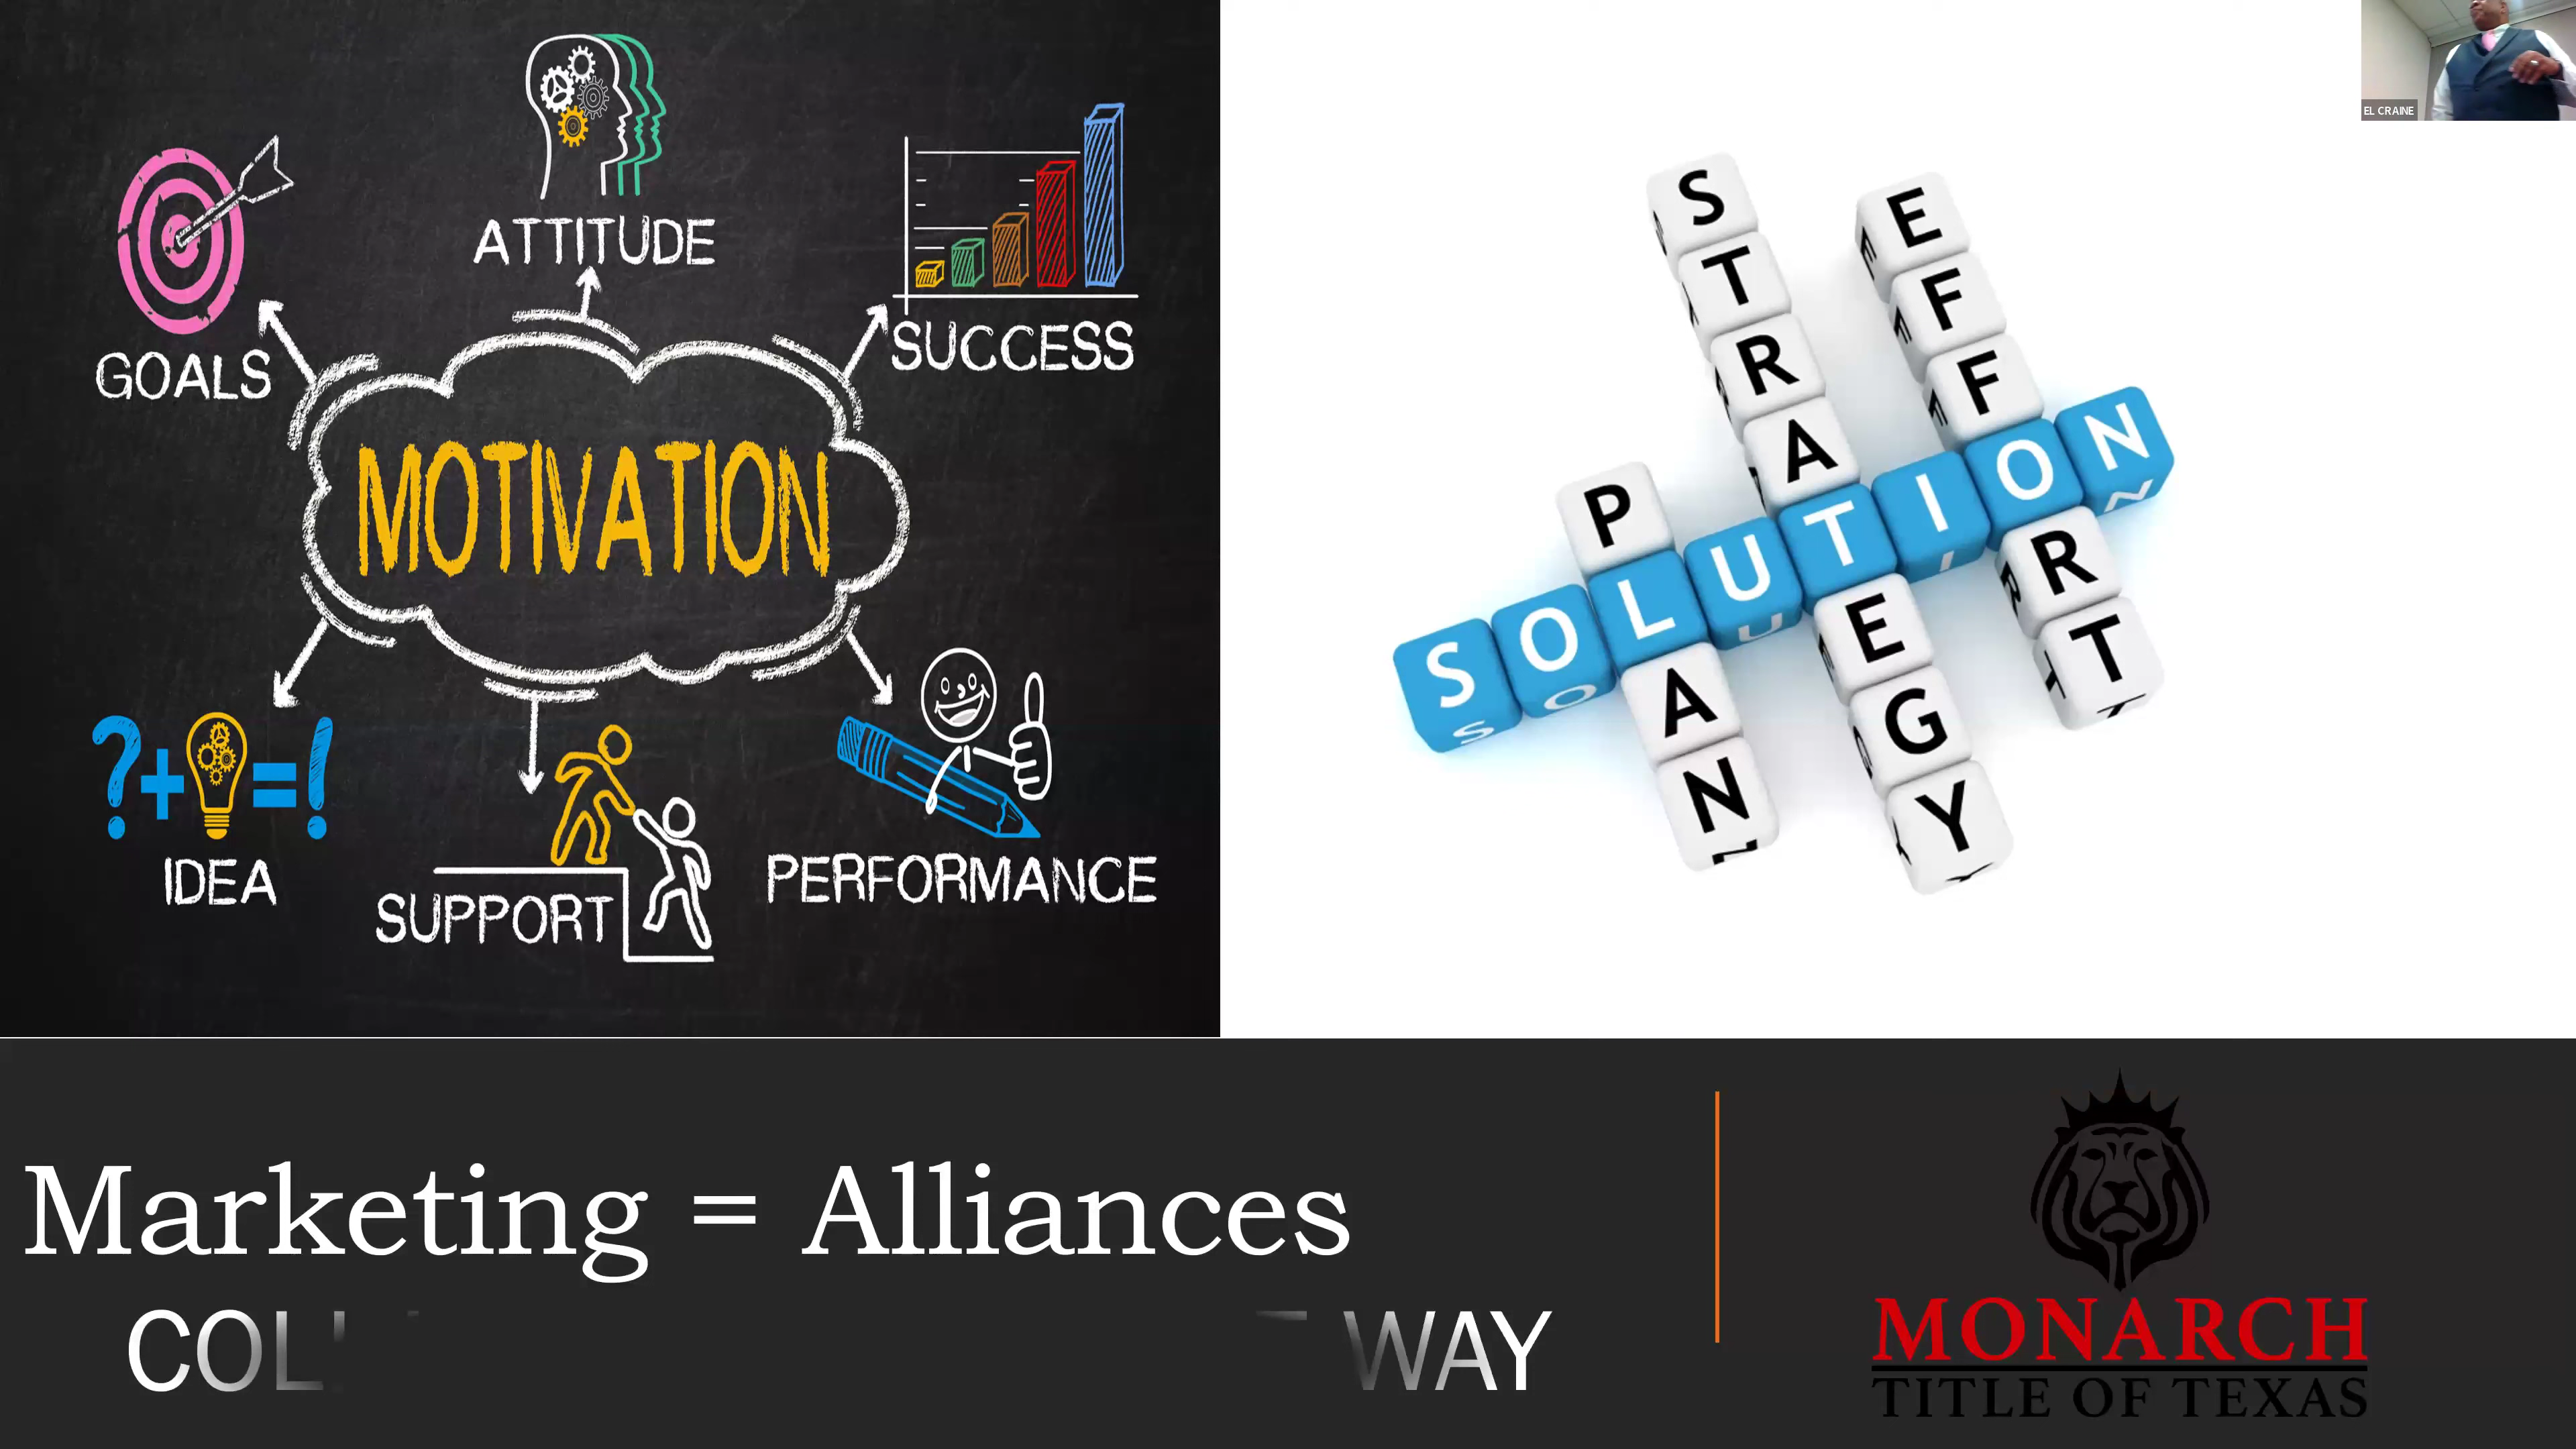 ATTITUDE
GOALS
SUCCESS
MOTIVATION
IDEA
SUPPORT
PERFORMANCE
?+=!
STRATEGY
EFFORT
PLAN
SOLUTION
EL CRAINE
Marketing = Alliances
WAY
MONARCH
TITLE OF TEXAS